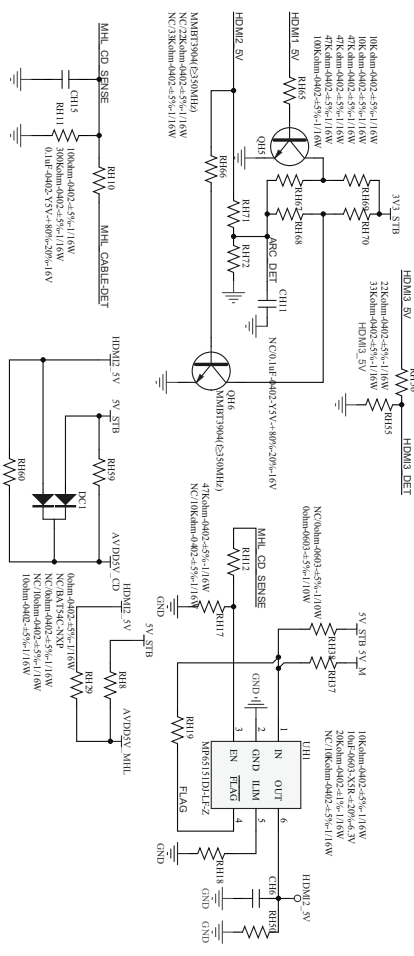 HDMI1_5V
10Kohm-0402-±5%-1/16W
10Kohm-0402-±5%-1/16W
47Kohm-0402-±5%-1/16W
47Kohm-0402-±5%-1/16W
100Kohm-0402-±5%-1/16W
RH65
QH5
3V3_STB
RH69
RH70
RH67
RH68
ARC_DET
HDMI2_5V
MMBT3904(≥350MHz)
NC/22Kohm-0402-±5%-1/16W
NC/33Kohm-0402-±5%-1/16W
RH71
RH72
CH11
NC/0.1uF-0402-Y5V-+80%-20%-16V
RH66
QH6
MMBT3904(≥350MHz)
HDMI3_5V
22Kohm-0402-±5%-1/16W
33Kohm-0402-±5%-1/16W
HDMI3_5V
RH55
HDMI3_DET
MHL_CD_SENSE
CH15
RH11
RH10
MHL_CABLE-DET
100ohm-0402-±5%-1/16W
300Kohm-0402-±5%-1/16W
0.1uF-0402-Y5V-+80%-20%-16V
HDMI2_5V
5V_STB
RH59
DC1
RH60
AVDD5V_CD
0ohm-0402-±5%-1/16W
NC/BAT54C-NXP
NC/0ohm-0402-±5%-1/16W
NC/10ohm-0402-±5%-1/16W
10ohm-0402-±5%-1/16W
HDMI2_5V
5V_STB
RH8
RH29
AVDD5V_MHL
NC/0ohm-0603-±5%-1/10W
0ohm-0603-±5%-1/10W
5V_STB
5V_M
RH38
RH37
MHL_CD_SENSE
RH12
47Kohm-0402-±5%-1/16W
NC/10Kohm-0402-±5%-1/16W
RH17
GND
GND
UH1
1
IN
OUT
6
2
GND
ILIM
5
3
EN
FLAG
4
MP65151DJ-LF-Z
RH19
FLAG
10Kohm-0402-±5%-1/16W
10uF-0603-X5R-±20%-6.3V
20Kohm-0402-±1%-1/16W
NC/10Kohm-0402-±5%-1/16W
HDMI2_5V
RH18
GND
CH6
GND
RH50
GND